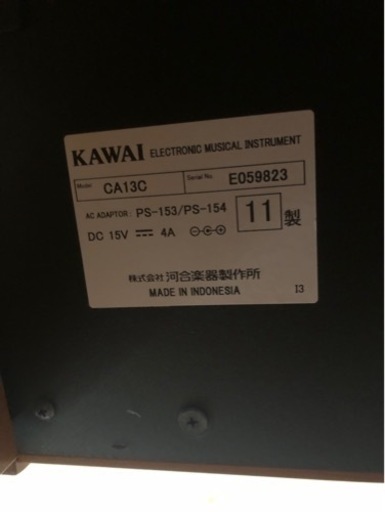 KAWAI ELECTRONIC MUSICAL INSTRUMENT
Model CA13C Serial No. E059823
AC ADAPTOR : PS-153/PS-154 11 製
DC 15V 4A
株式会社 河合楽器製作所
MADE IN INDONESIA I3